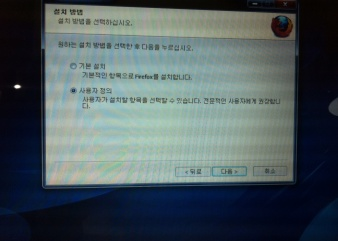 설치 방법
설치 방법을 선택하십시오.
원하는 설치 방법을 선택한 후 다음을 누르십시오.
기본 설치
기본적인 항목으로 Firefox를 설치합니다.
사용자 정의
사용자가 설치할 항목을 선택할 수 있습니다. 전문적인 사용자에게 권장합니
다.
< 뒤로
다음 >
취소